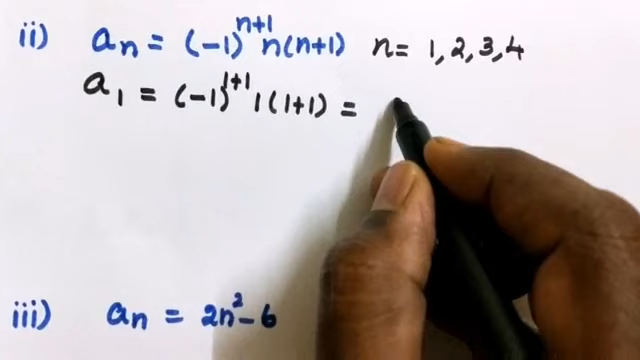 ii) aₙ = (-1)ⁿ⁺¹ n(n+1) n= 1,2,3,4
a₁ = (-1)¹⁺¹ 1(1+1) =
iii) aₙ = 2n² - 6